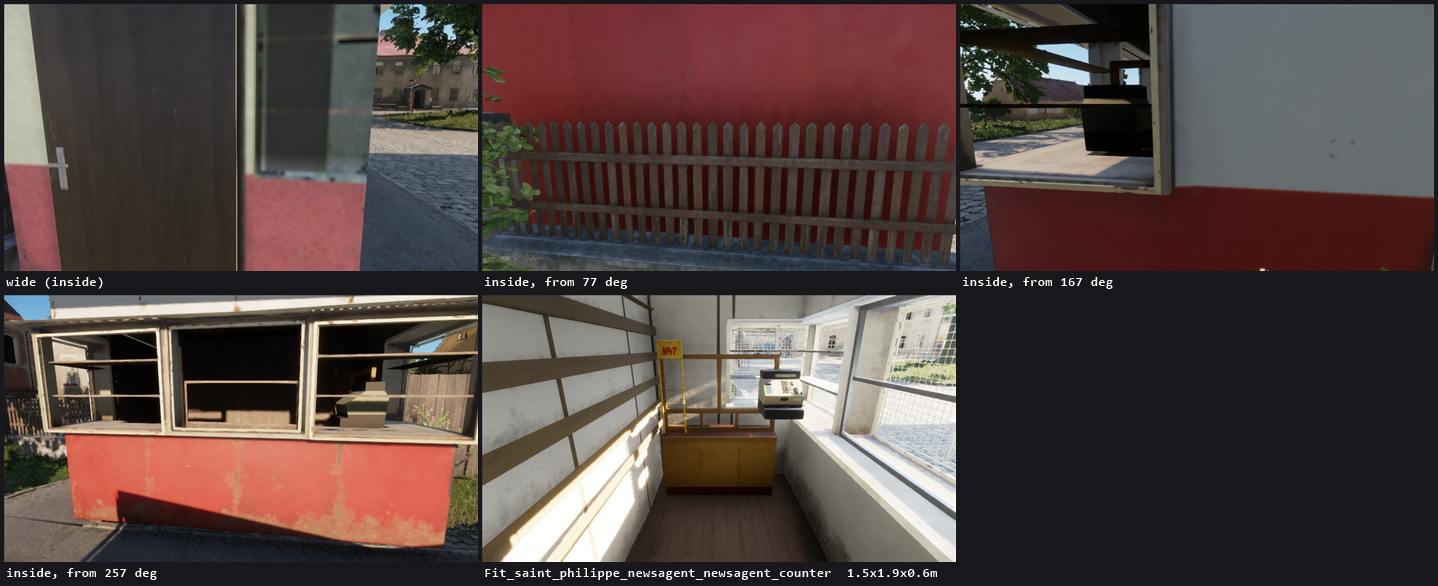 wide (inside)
inside, from 77 deg
inside, from 167 deg
inside, from 257 deg
Fit_saint_philippe_newsagent_newsagent_counter 1.5x1.9x0.6m